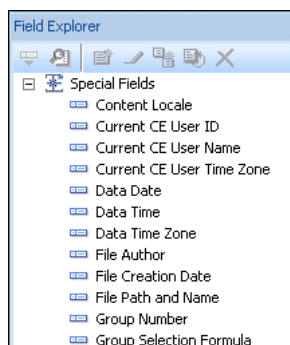 Field Explorer
Special Fields
Content Locale
Current CE User ID
Current CE User Name
Current CE User Time Zone
Data Date
Data Time
Data Time Zone
File Author
File Creation Date
File Path and Name
Group Number
Group Selection Formula